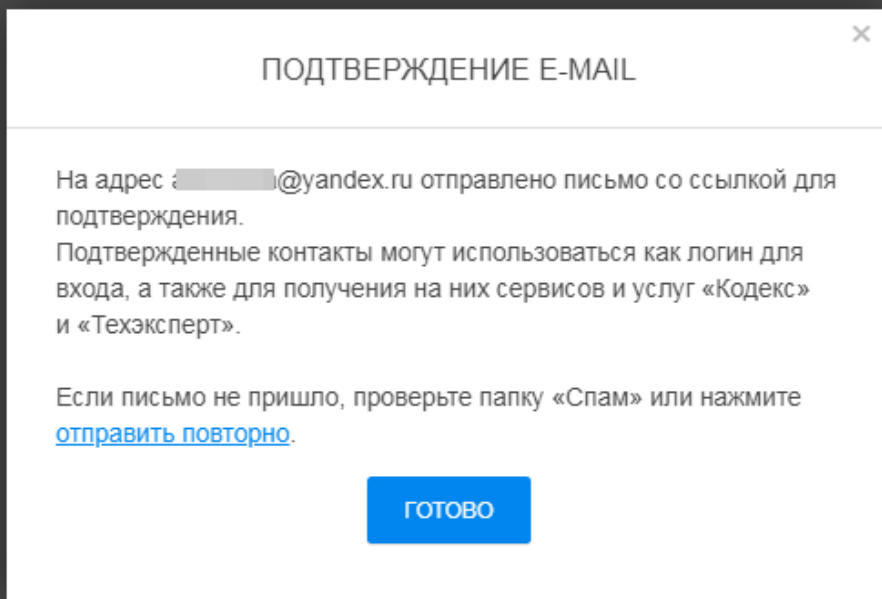 ПОДТВЕРЖДЕНИЕ E-MAIL
На адрес @yandex.ru отправлено письмо со ссылкой для
подтверждения.
Подтвержденные контакты могут использоваться как логин для
входа, а также для получения на них сервисов и услуг «Кодекс»
и «Техэксперт».
Если письмо не пришло, проверьте папку «Спам» или нажмите
отправить повторно.
ГОТОВО